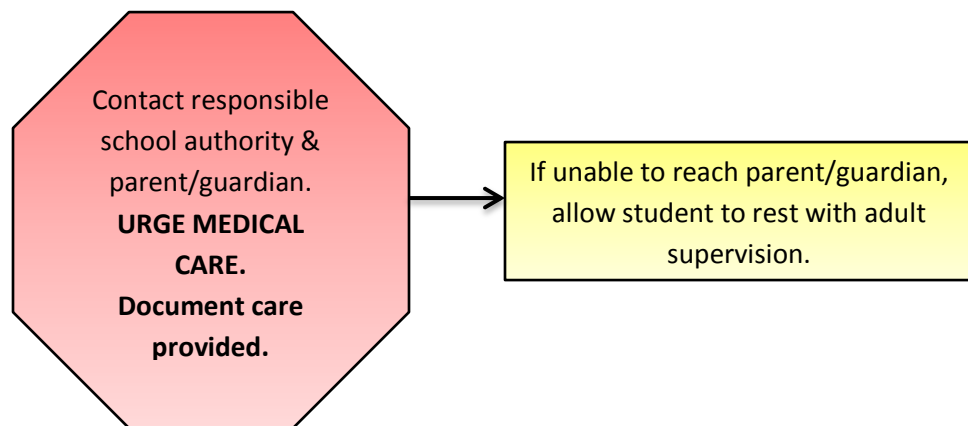 Contact responsible
school authority &
parent/guardian.
URGE MEDICAL
CARE.
Document care
provided.
If unable to reach parent/guardian,
allow student to rest with adult
supervision.